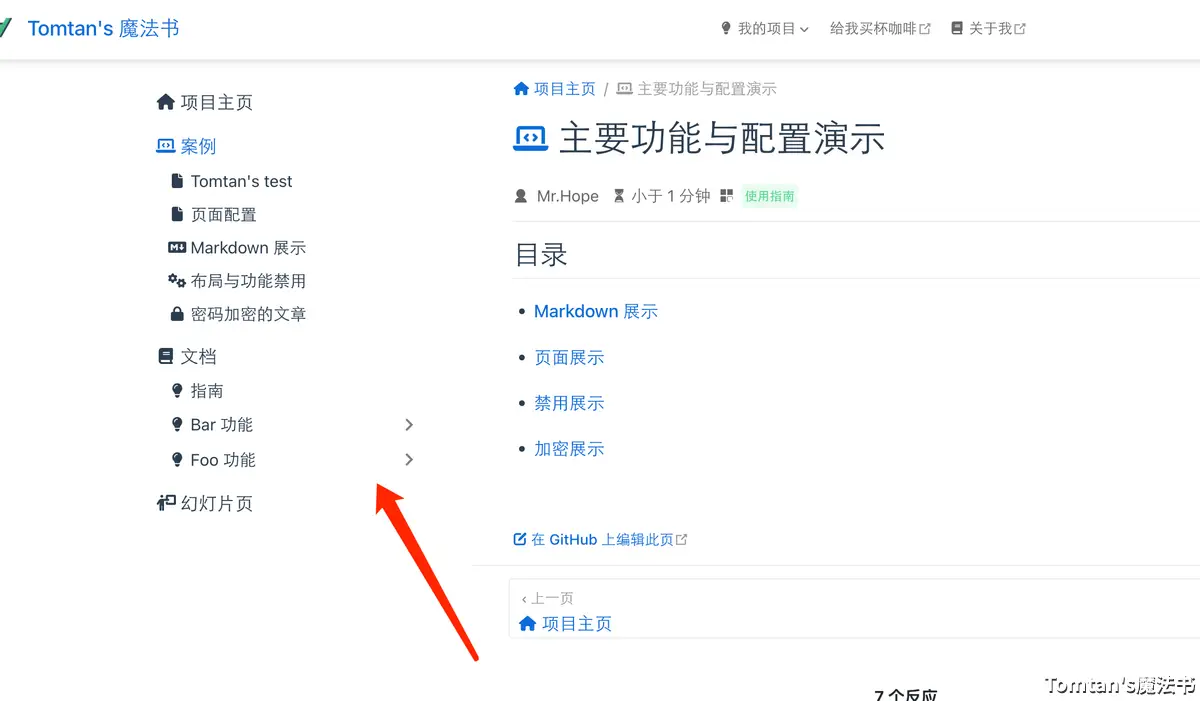 Tomtan's 魔法书
我的项目
给我买杯咖啡
关于我
项目主页
案例
Tomtan's test
页面配置
Markdown 展示
布局与功能禁用
密码加密的文章
文档
指南
Bar 功能
Foo 功能
幻灯片页
项目主页 / 主要功能与配置演示
主要功能与配置演示
Mr.Hope 小于 1 分钟 使用指南
目录
Markdown 展示
页面展示
禁用展示
加密展示
在 GitHub 上编辑此页
‹ 上一页
项目主页
7 个反应
Tomtan's魔法书